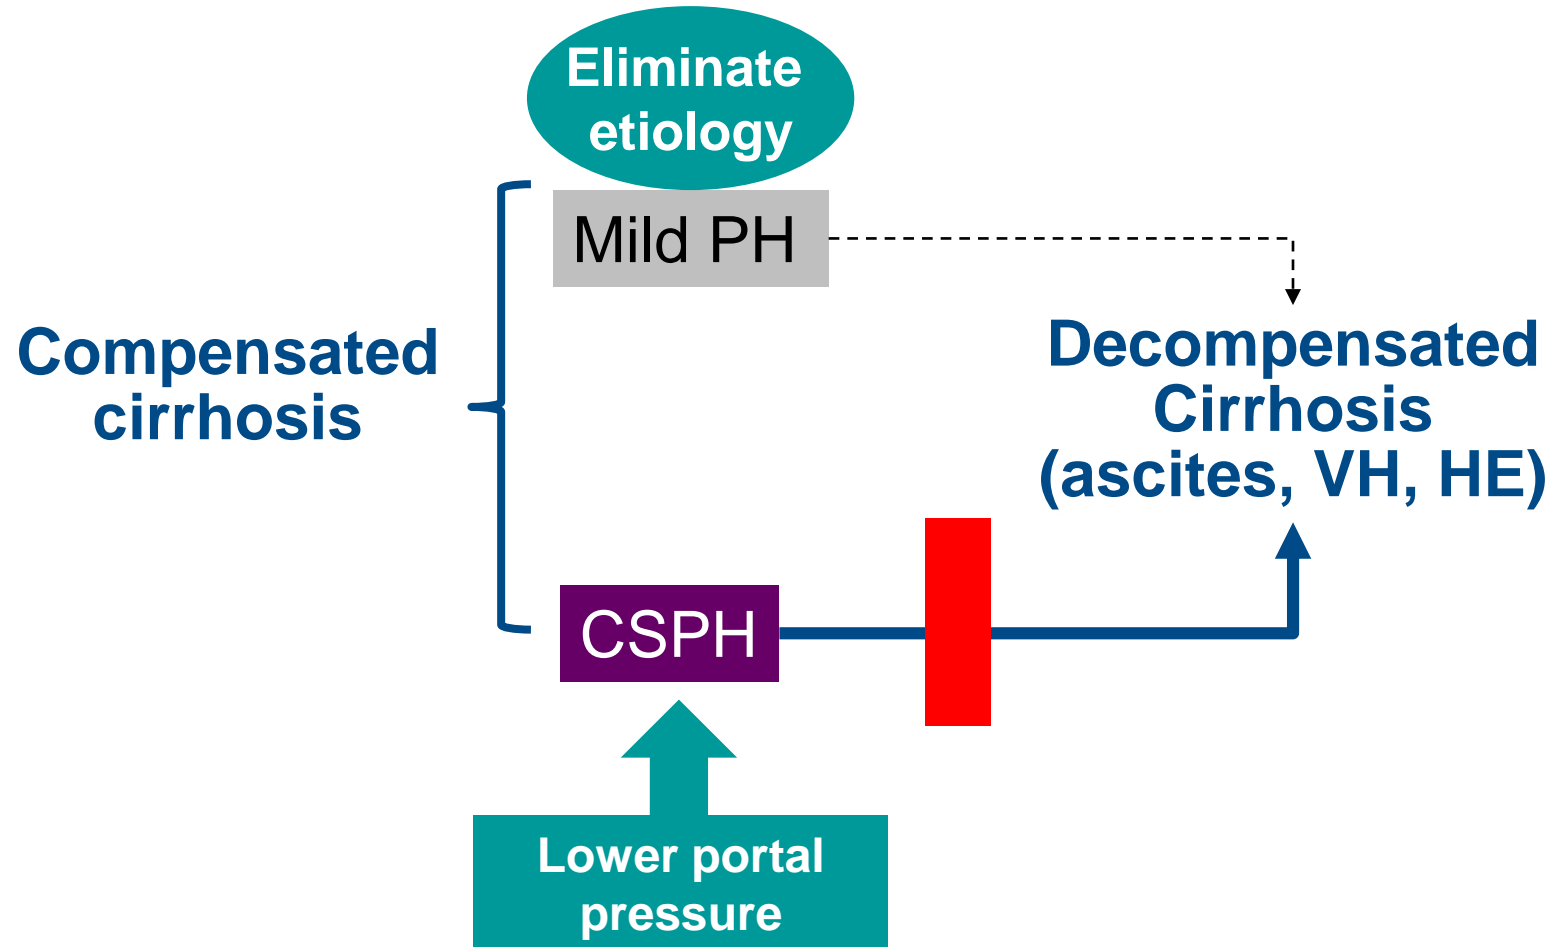 Eliminate
etiology
Mild PH
Compensated
cirrhosis
Decompensated
Cirrhosis
(ascites, VH, HE)
CSPH
Lower portal
pressure